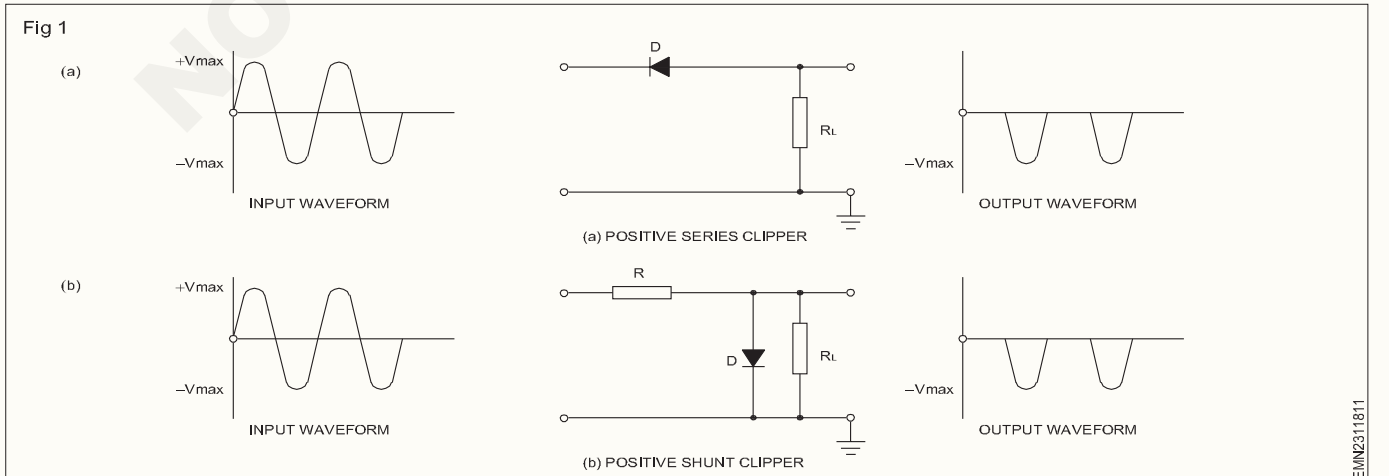 Fig 1
(a)
+Vmax
–Vmax
INPUT WAVEFORM
D
RL
(a) POSITIVE SERIES CLIPPER
–Vmax
OUTPUT WAVEFORM
(b)
+Vmax
–Vmax
INPUT WAVEFORM
R
D
RL
(b) POSITIVE SHUNT CLIPPER
–Vmax
OUTPUT WAVEFORM
EMN2311811
NO